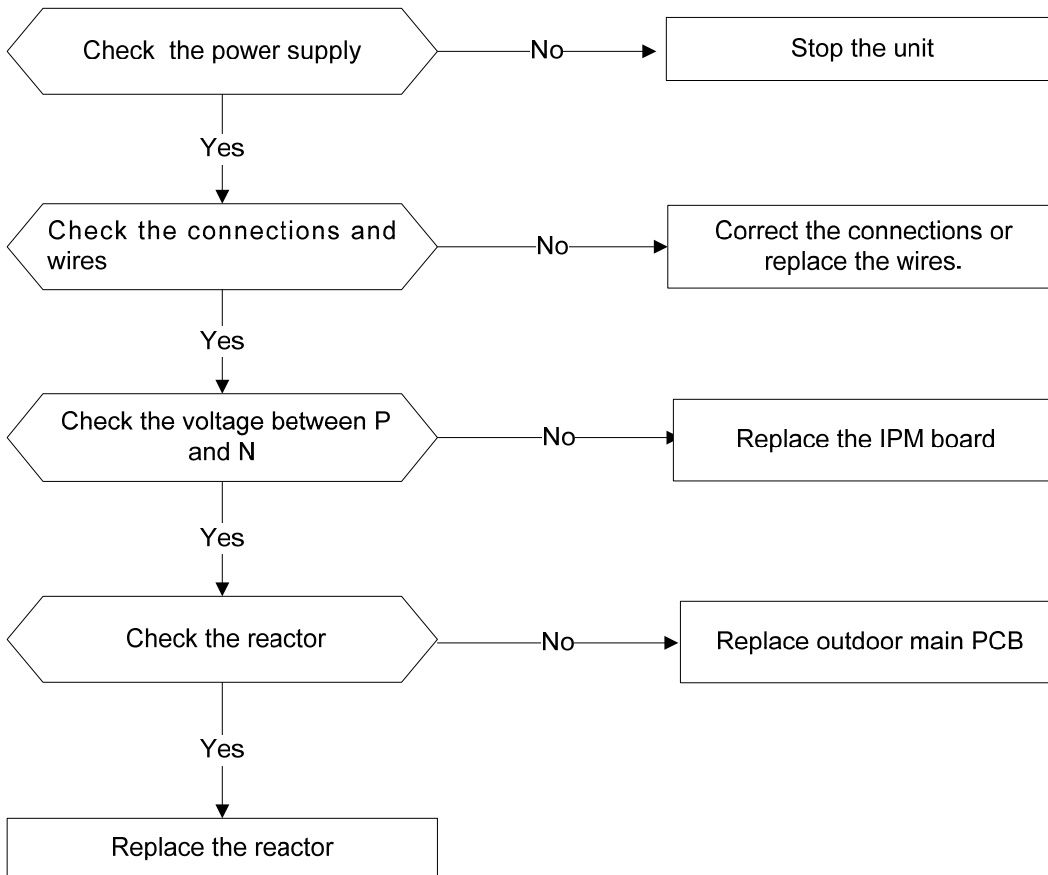 Check the power supply
No
Stop the unit
Yes
Check the connections and
wires
No
Correct the connections or
replace the wires.
Yes
Check the voltage between P
and N
No
Replace the IPM board
Yes
Check the reactor
No
Replace outdoor main PCB
Yes
Replace the reactor